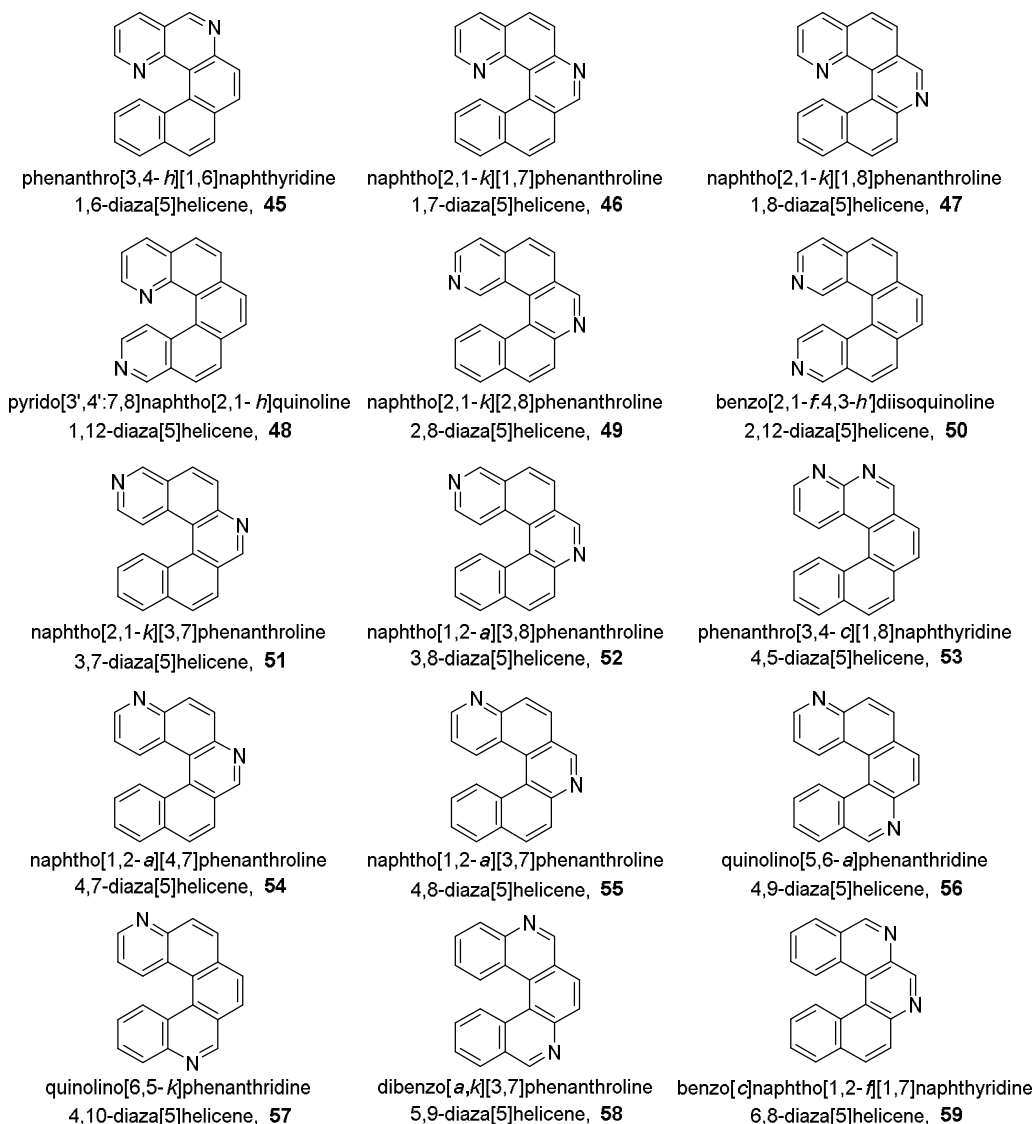 N
N
N
N
N
N
phenanthro[3,4-h][1,6]naphthyridine
naphtho[2,1-k][1,7]phenanthroline
naphtho[2,1-k][1,8]phenanthroline
1,6-diaza[5]helicene, 45
1,7-diaza[5]helicene, 46
1,8-diaza[5]helicene, 47
N
N
N
N
N
N
pyrido[3',4':7,8]naphtho[2,1-h]quinoline
naphtho[2,1-k][2,8]phenanthroline
benzo[2,1-f:4,3-h']diisoquinoline
1,12-diaza[5]helicene, 48
2,8-diaza[5]helicene, 49
2,12-diaza[5]helicene, 50
N
N
N
N
N N
naphtho[2,1-k][3,7]phenanthroline
naphtho[1,2-a][3,8]phenanthroline
phenanthro[3,4-c][1,8]naphthyridine
3,7-diaza[5]helicene, 51
3,8-diaza[5]helicene, 52
4,5-diaza[5]helicene, 53
N
N
N
N
N
N
naphtho[1,2-a][4,7]phenanthroline
naphtho[1,2-a][3,7]phenanthroline
quinolino[5,6-a]phenanthridine
4,7-diaza[5]helicene, 54
4,8-diaza[5]helicene, 55
4,9-diaza[5]helicene, 56
N
N
N
N
N
N
quinolino[6,5-k]phenanthridine
dibenzo[a,k][3,7]phenanthroline
benzo[c]naphtho[1,2-f][1,7]naphthyridine
4,10-diaza[5]helicene, 57
5,9-diaza[5]helicene, 58
6,8-diaza[5]helicene, 59